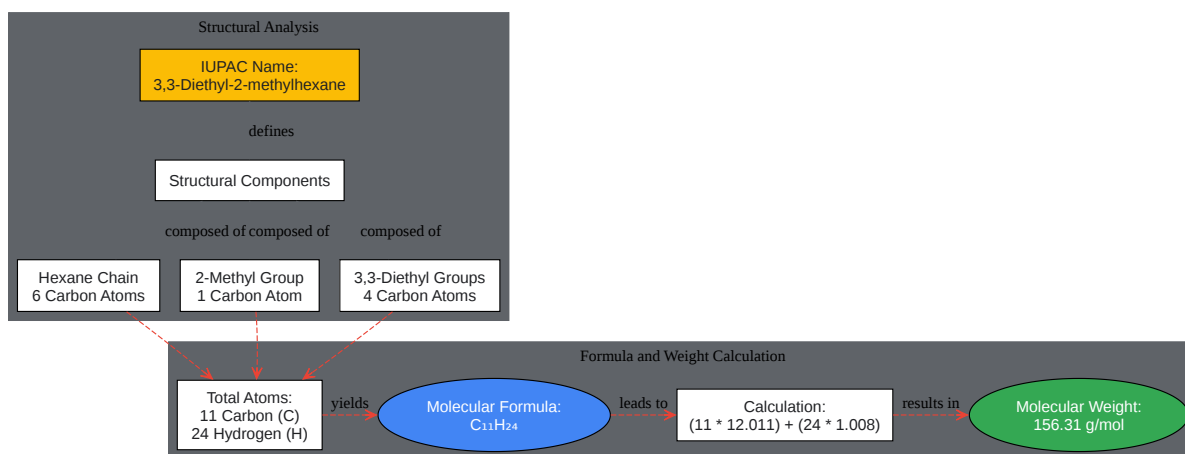 Structural Analysis
IUPAC Name:
3,3-Diethyl-2-methylhexane
defines
Structural Components
composed of composed of composed of
Hexane Chain
6 Carbon Atoms
2-Methyl Group
1 Carbon Atom
3,3-Diethyl Groups
4 Carbon Atoms
Formula and Weight Calculation
Total Atoms:
11 Carbon (C)
24 Hydrogen (H)
yields
Molecular Formula:
C₁₁H₂₄
leads to
Calculation:
(11 * 12.011) + (24 * 1.008)
results in
Molecular Weight:
156.31 g/mol